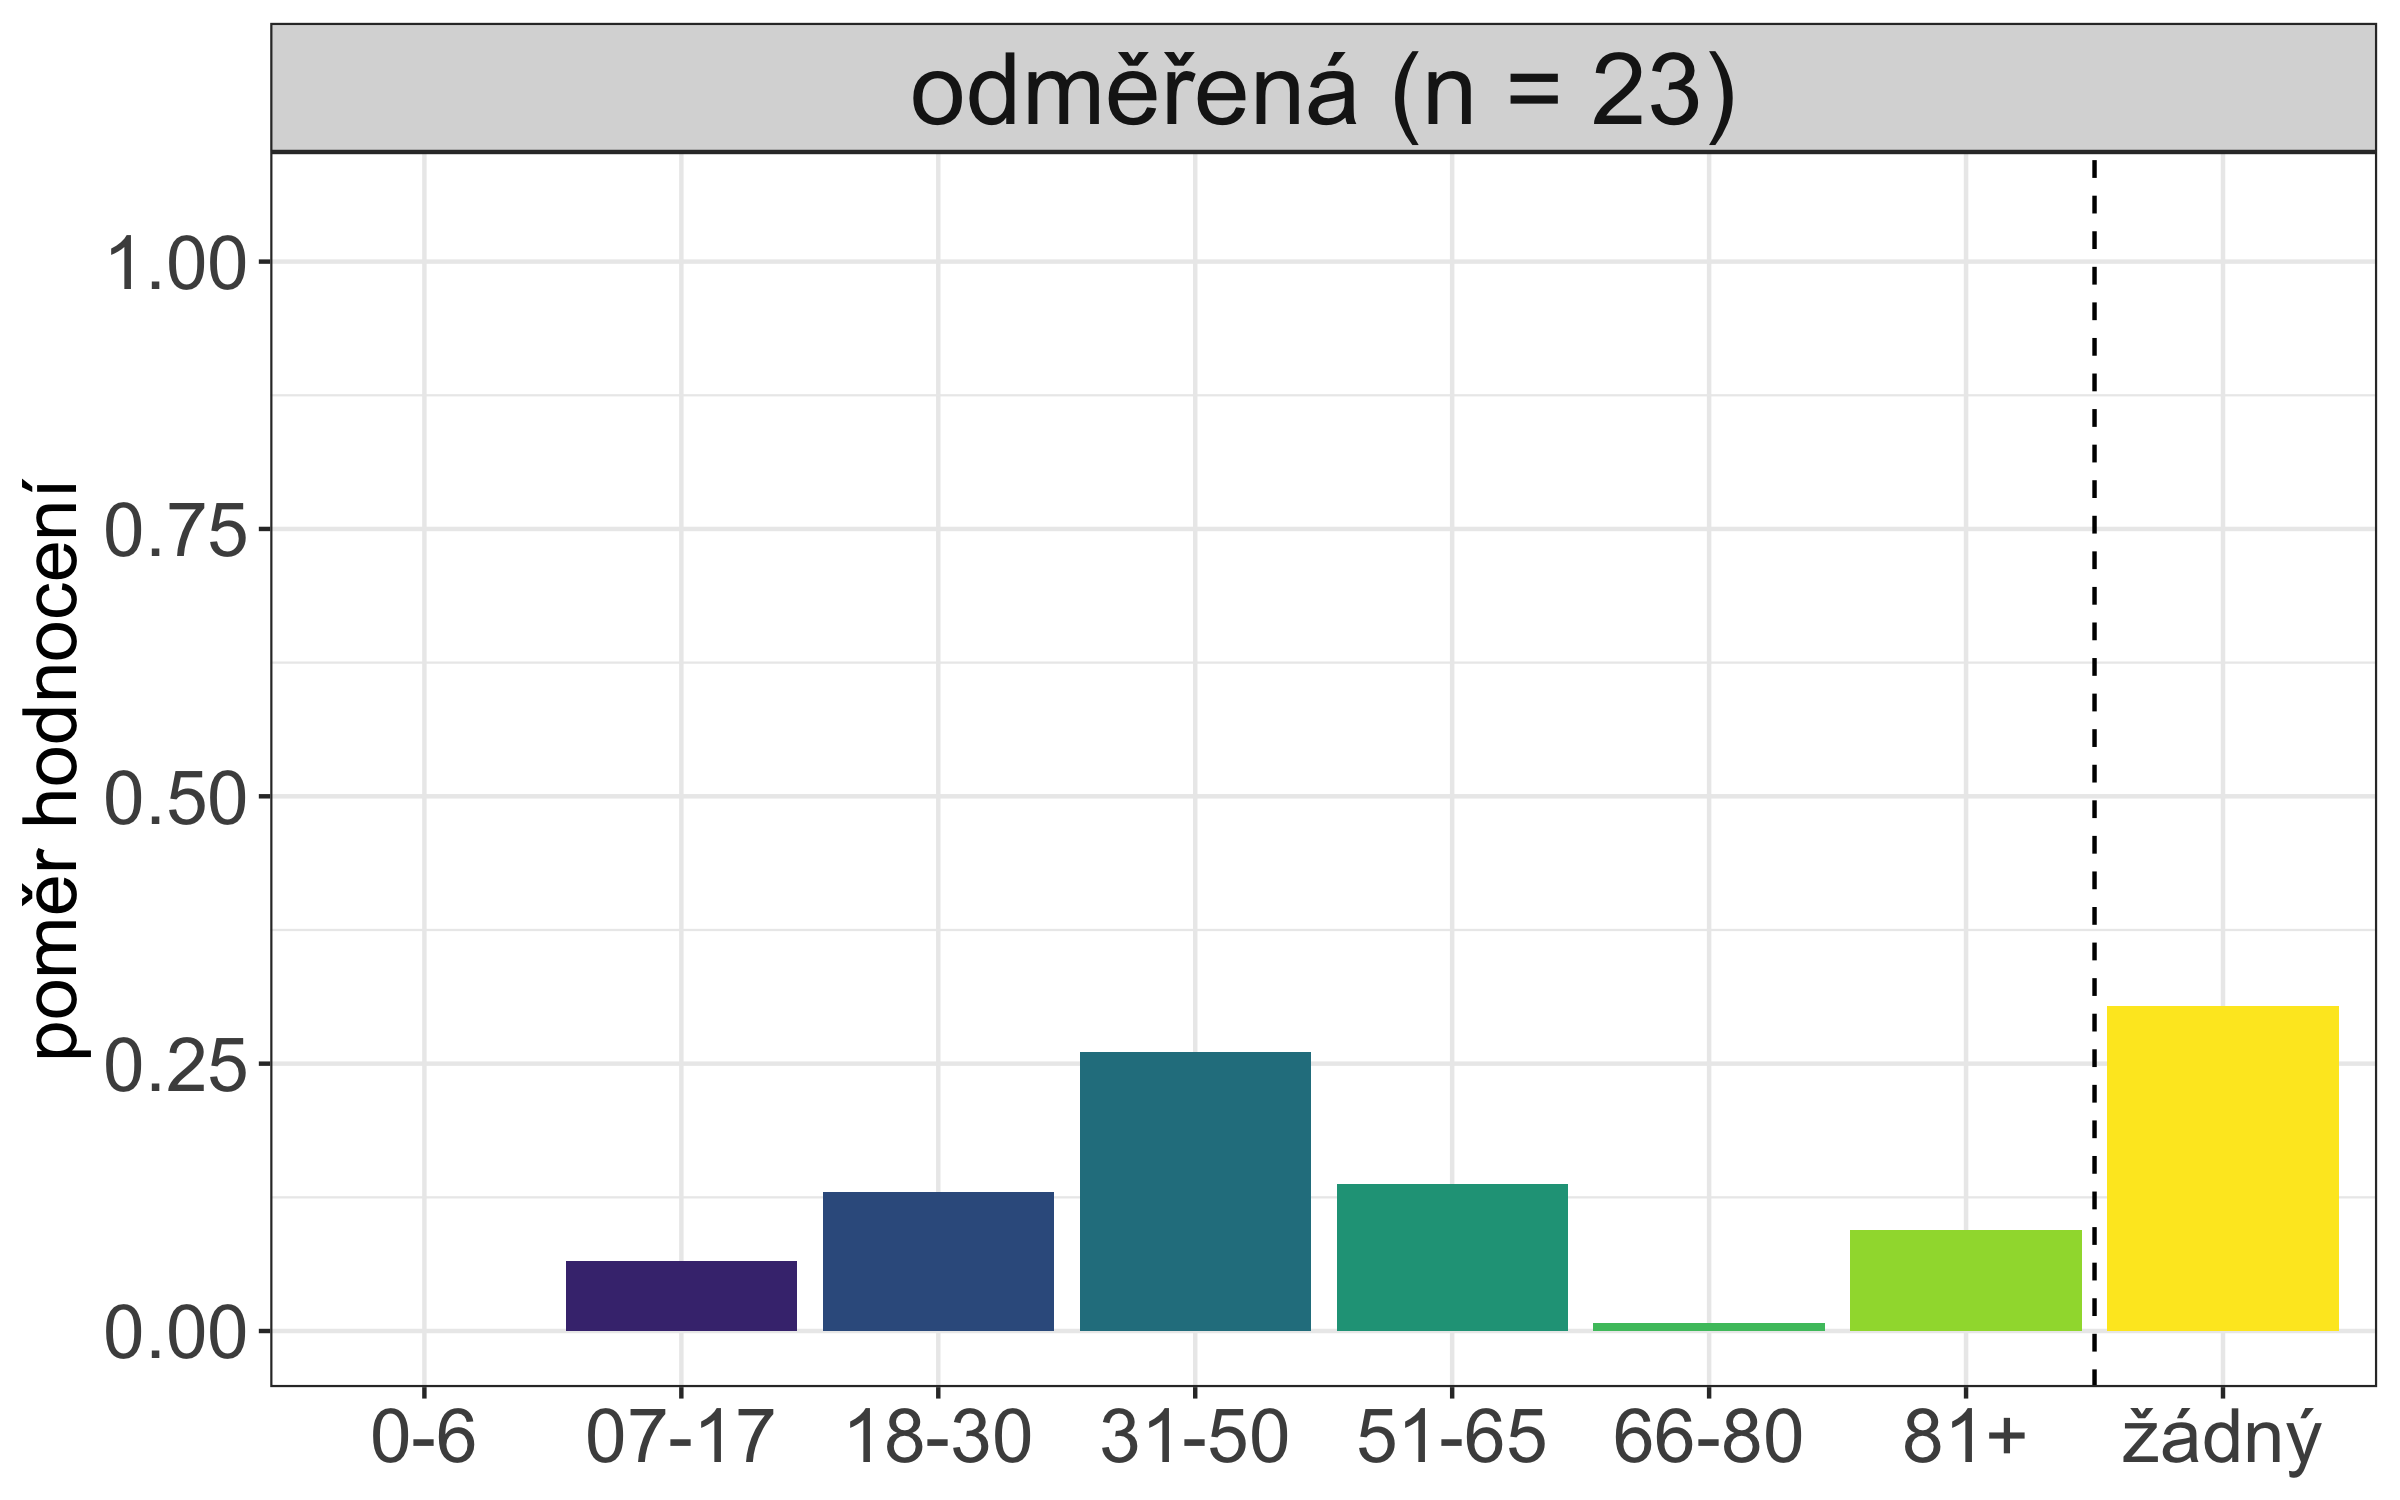 odměřená (n = 23)
poměr hodnocení
1.00
0.75
0.50
0.25
0.00
0-6 07-17 18-30 31-50 51-65 66-80 81+ žádný